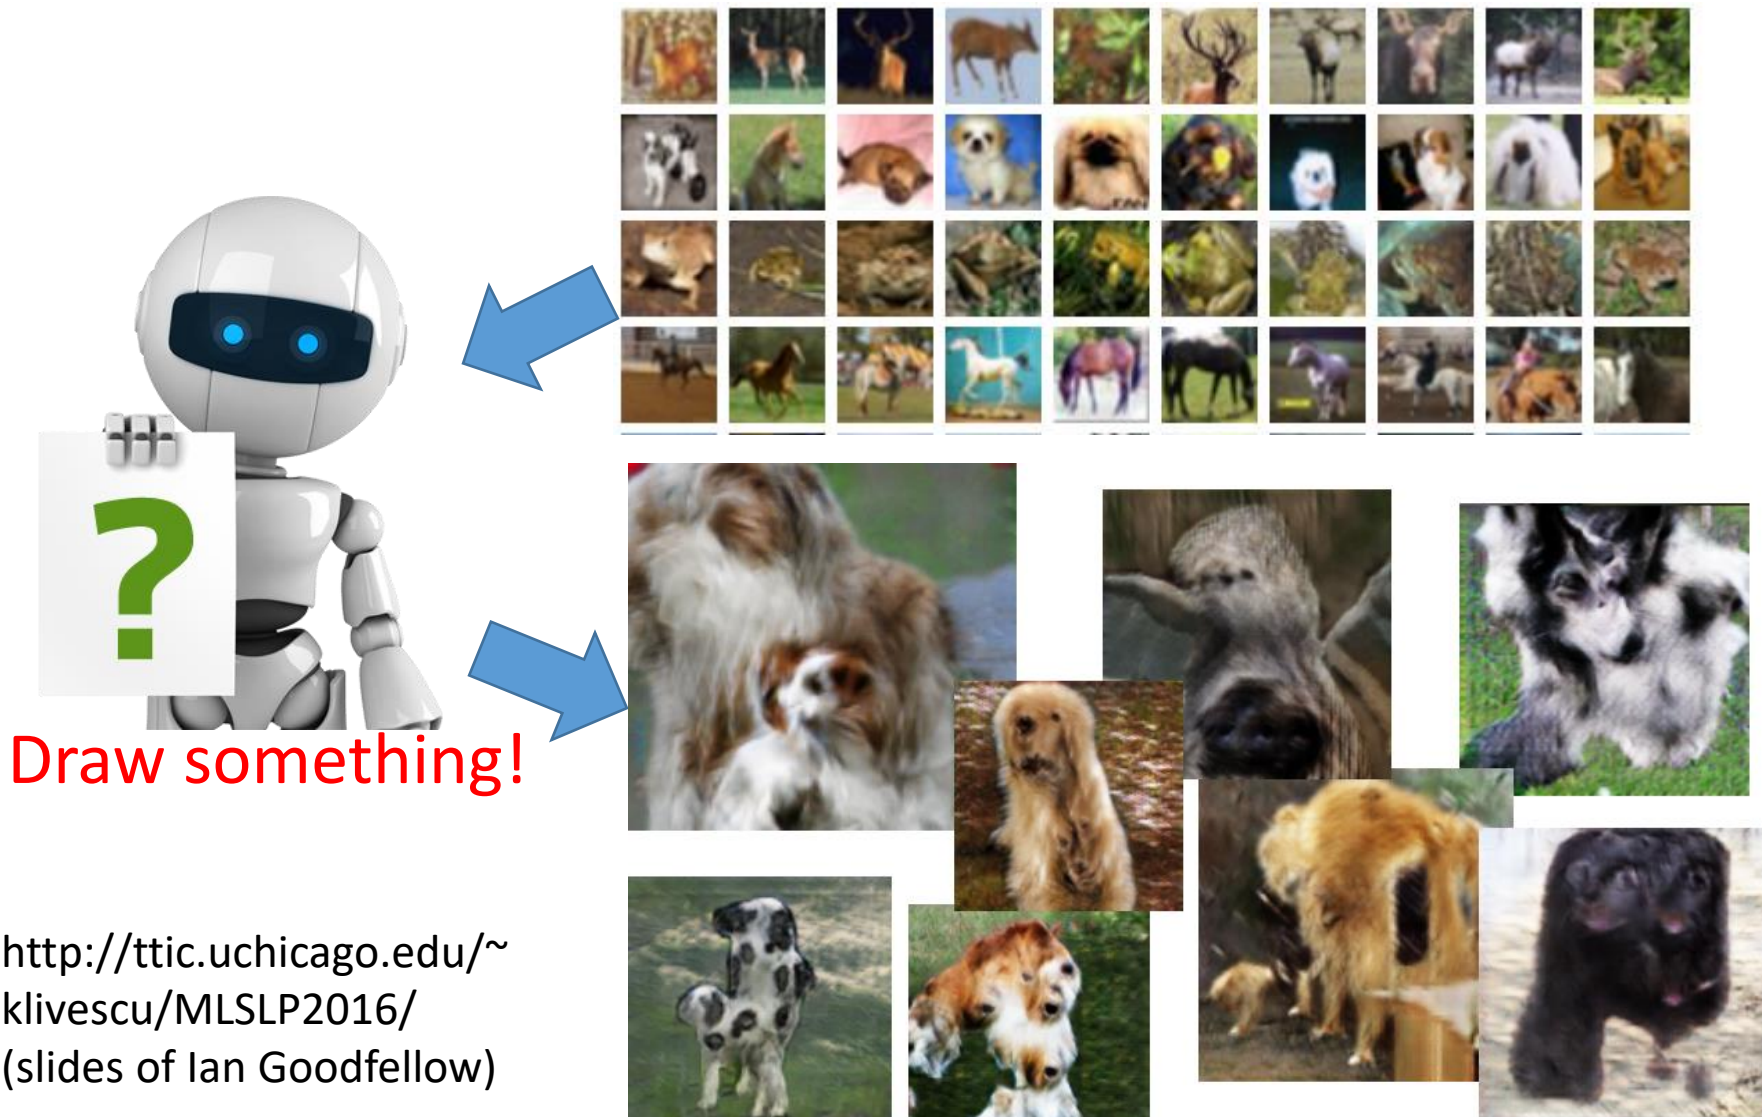 ?
Draw something!
http://ttic.uchicago.edu/~
klivescu/MLSLP2016/
(slides of Ian Goodfellow)